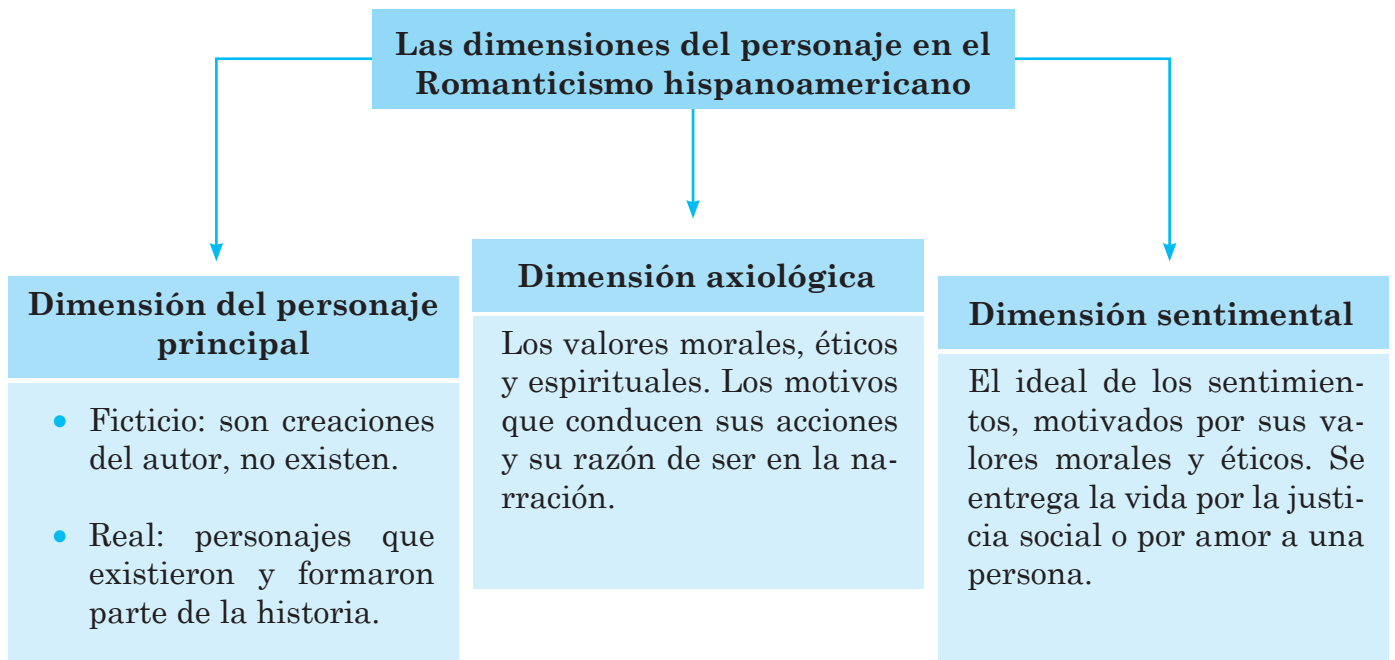 Las dimensiones del personaje en el
Romanticismo hispanoamericano
Dimensión del personaje
principal
• Ficticio: son creaciones
del autor, no existen.
• Real: personajes que
existieron y formaron
parte de la historia.
Dimensión axiológica
Los valores morales, éticos
y espirituales. Los motivos
que conducen sus acciones
y su razón de ser en la na-
rración.
Dimensión sentimental
El ideal de los sentimien-
tos, motivados por sus va-
lores morales y éticos. Se
entrega la vida por la justi-
cia social o por amor a una
persona.